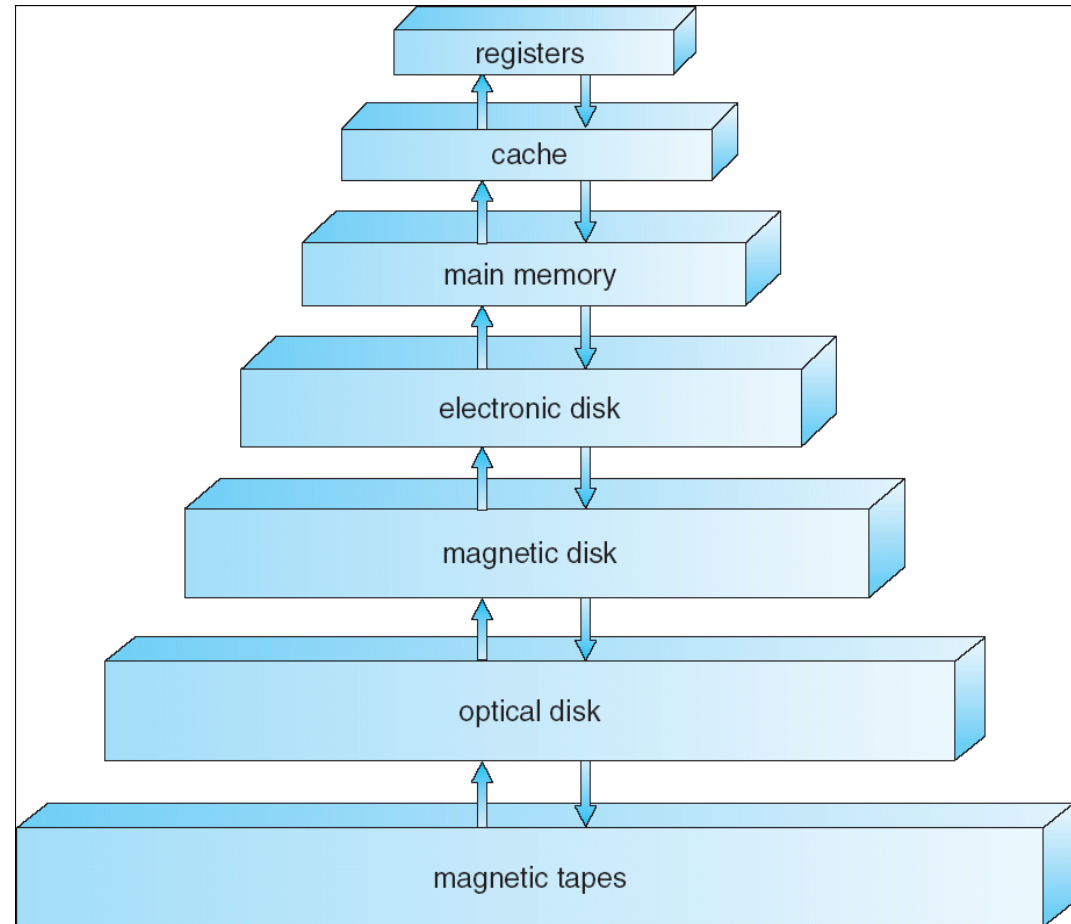 registers
cache
main memory
electronic disk
magnetic disk
optical disk
magnetic tapes